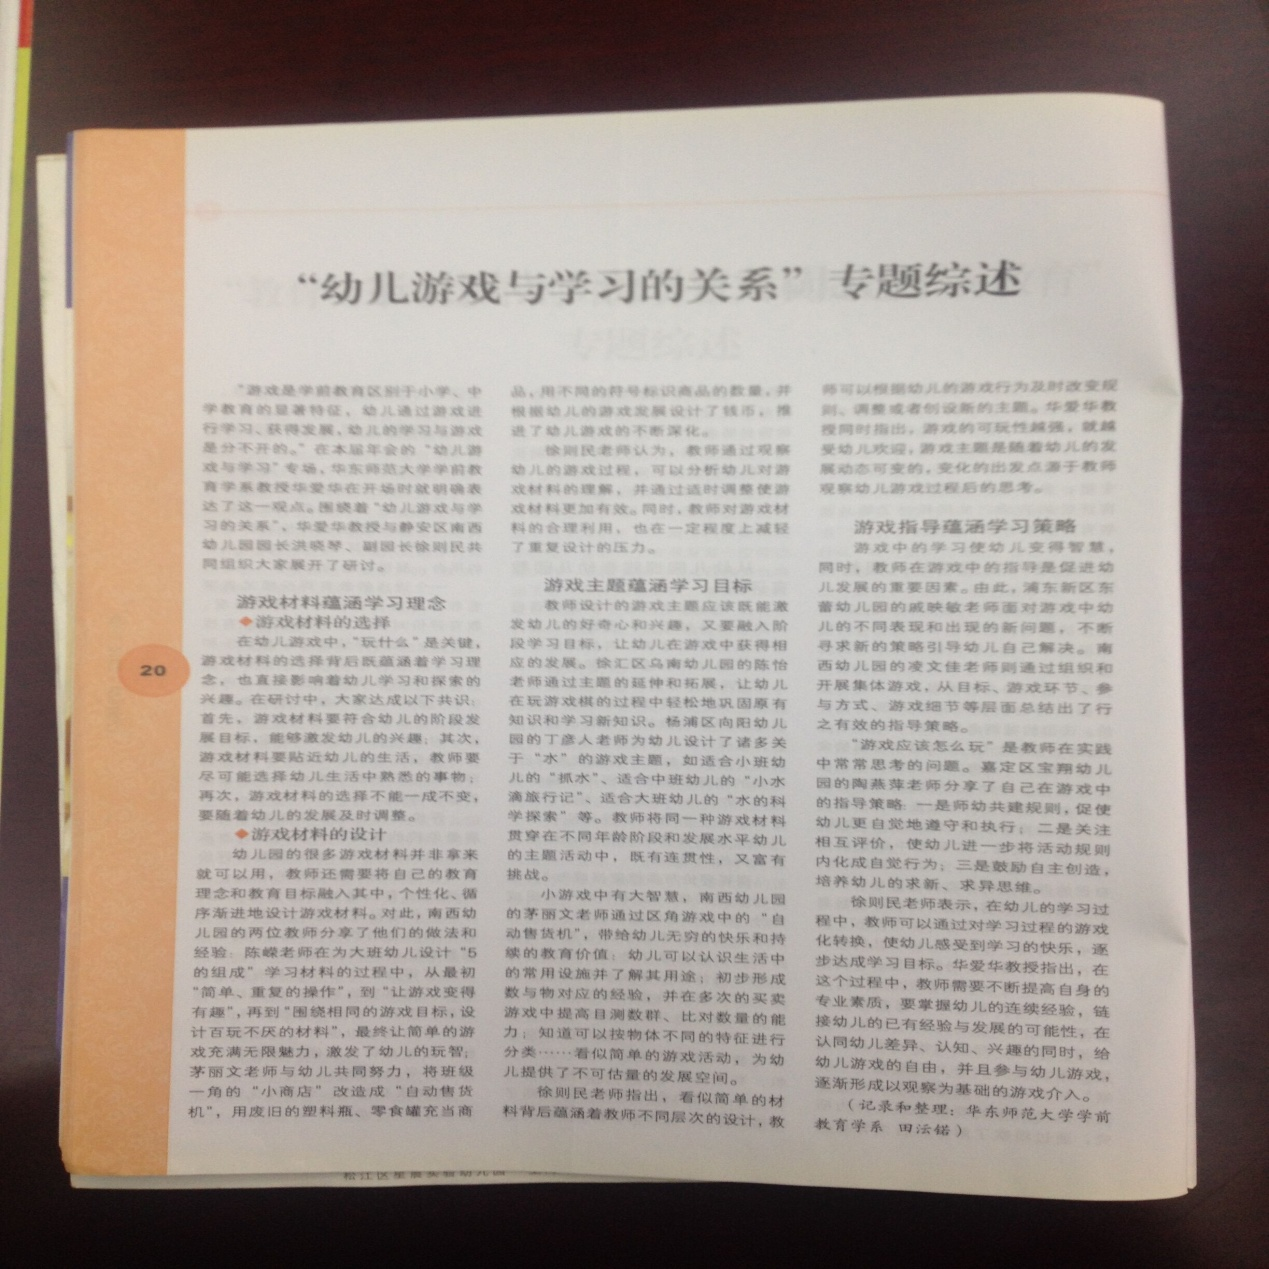 “幼儿游戏与学习的关系”专题综述
“游戏是学前教育区别于小学、中
学教育的显著特征，幼儿通过游戏进
行学习、获得发展，幼儿的学习与游戏
是分不开的。”在本届年会的“幼儿游
戏与学习”专场，华东师范大学学前教
育学系教授华爱华在开场时就明确表
达了这一观点。围绕着“幼儿游戏与学
习的关系”，华爱华教授与静安区南西
幼儿园园长洪晓琴、副园长徐则民共
同组织大家展开了研讨。
游戏材料蕴涵学习理念
◆游戏材料的选择
在幼儿游戏中，“玩什么”是关键，
游戏材料的选择背后既蕴涵着学习理
念，也直接影响着幼儿学习和探索的
兴趣。在研讨中，大家达成以下共识：
首先，游戏材料要符合幼儿的阶段发
展目标，能够激发幼儿的兴趣；其次，
游戏材料要贴近幼儿的生活，教师要
尽可能选择幼儿生活中熟悉的事物；
再次，游戏材料的选择不能一成不变，
要随着幼儿的发展及时调整。
◆游戏材料的设计
幼儿园的很多游戏材料并非拿来
就可以用，教师还需要将自己的教育
理念和教育目标融入其中，个性化、循
序渐进地设计游戏材料。对此，南西幼
儿园的两位教师分享了他们的做法和
经验：陈嵘老师在为大班幼儿设计“5
的组成”学习材料的过程中，从最初
“简单、重复的操作”，到“让游戏变得
有趣”，再到“围绕相同的游戏目标，设
计百玩不厌的材料”，最终让简单的游
戏充满无限魅力，激发了幼儿的玩智；
茅丽文老师与幼儿共同努力，将班级
一角的“小商店”改造成“自动售货
机”，用废旧的塑料瓶、零食罐充当商
品，用不同的符号标识商品的数量，并
根据幼儿的游戏发展设计了钱币，推
进了幼儿游戏的不断深化。
徐则民老师认为，教师通过观察
幼儿的游戏过程，可以分析幼儿对游
戏材料的理解，并通过适时调整使游
戏材料更加有效。同时，教师对游戏材
料的合理利用，也在一定程度上减轻
了重复设计的压力。
游戏主题蕴涵学习目标
教师设计的游戏主题应该既能激
发幼儿的好奇心和兴趣，又要融入阶
段学习目标，让幼儿在游戏中获得相
应的发展。徐汇区乌南幼儿园的陈怡
老师通过主题的延伸和拓展，让幼儿
在玩游戏棋的过程中轻松地巩固原有
知识和学习新知识。杨浦区向阳幼儿
园的丁彦人老师为幼儿设计了诸多关
于“水”的游戏主题，如适合小班幼
儿的“抓水”、适合中班幼儿的“小水
滴旅行记”、适合大班幼儿的“水的科
学探索”等。教师将同一种游戏材料
贯穿在不同年龄阶段和发展水平幼儿
的主题活动中，既有连贯性，又富有
挑战。
小游戏中有大智慧，南西幼儿园
的茅丽文老师通过区角游戏中的“自
动售货机”，带给幼儿无穷的快乐和持
续的教育价值：幼儿可以认识生活中
的常用设施并了解其用途；初步形成
数与物对应的经验，并在多次的买卖
游戏中提高目测数群、比对数量的能
力；知道可以按物体不同的特征进行
分类……看似简单的游戏活动，为幼
儿提供了不可估量的发展空间。
徐则民老师指出，看似简单的材
料背后蕴涵着教师不同层次的设计，教
师可以根据幼儿的游戏行为及时改变规
则、调整或者创设新的主题。华爱华教
授同时指出，游戏的可玩性越强，就越
受幼儿欢迎，游戏主题是随着幼儿的发
展动态可变的，变化的出发点源于教师
观察幼儿游戏过程后的思考。
游戏指导蕴涵学习策略
游戏中的学习使幼儿变得智慧，
同时，教师在游戏中的指导是促进幼
儿发展的重要因素。由此，浦东新区东
蕾幼儿园的戚映敏老师面对游戏中幼
儿的不同表现和出现的新问题，不断
寻求新的策略引导幼儿自己解决。南
西幼儿园的凌文佳老师则通过组织和
开展集体游戏，从目标、游戏环节、参
与方式、游戏细节等层面总结出了行
之有效的指导策略。
“游戏应该怎么玩”是教师在实践
中常常思考的问题。嘉定区宝翔幼儿
园的陶燕萍老师分享了自己在游戏中
的指导策略：一是师幼共建规则，促使
幼儿更自觉地遵守和执行；二是关注
相互评价，使幼儿进一步将活动规则
内化成自觉行为；三是鼓励自主创造，
培养幼儿的求新、求异思维。
徐则民老师表示，在幼儿的学习过
程中，教师可以通过对学习过程的游戏
化转换，使幼儿感受到学习的快乐，逐
步达成学习目标。华爱华教授指出，在
这个过程中，教师需要不断提高自身的
专业素质，要掌握幼儿的连续经验，链
接幼儿的已有经验与发展的可能性，在
认同幼儿差异、认知、兴趣的同时，给
幼儿游戏的自由，并且参与幼儿游戏，
逐渐形成以观察为基础的游戏介入。
（记录和整理：华东师范大学学前
教育学系 田沄锘）
20